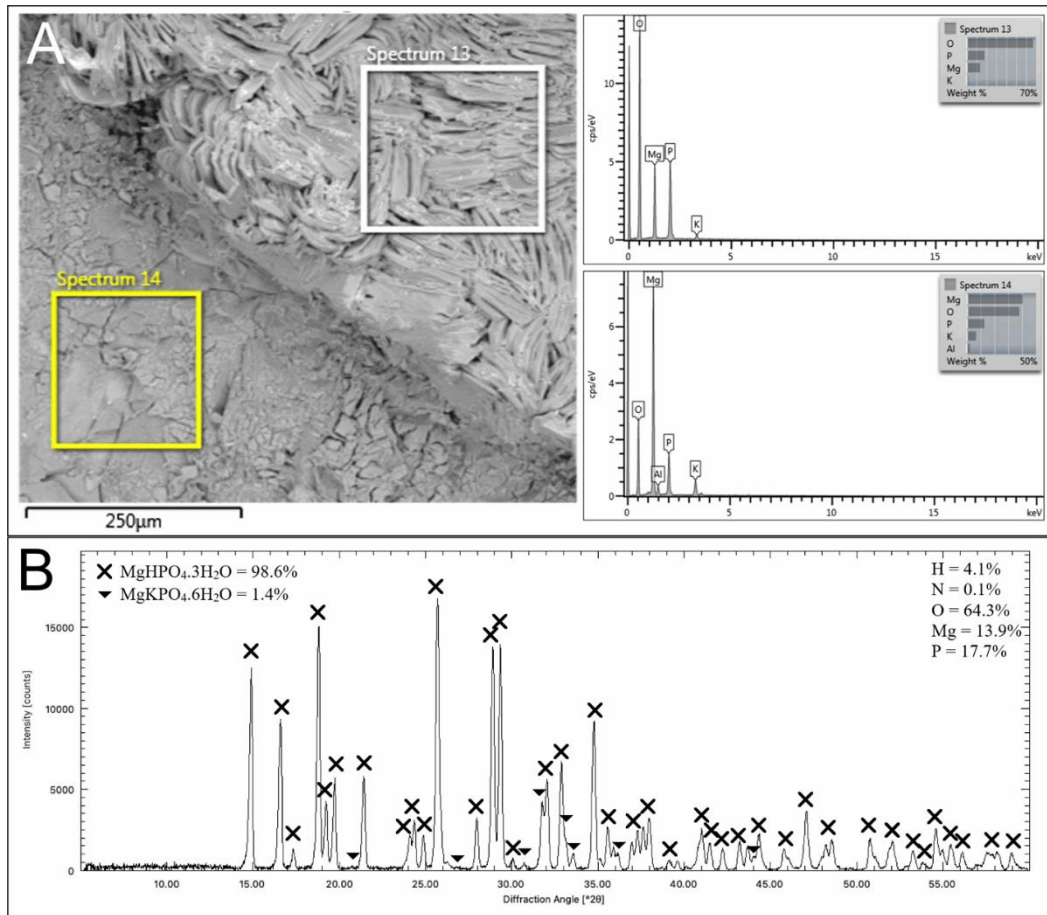 A
Spectrum 13
Spectrum 14
250µm
O
Mg
P
K
cps/eV
10
5
0
0
5
10
15
keV
Spectrum 13
O
P
Mg
K
Weight %
70%
Mg
O
Al
P
K
cps/eV
6
4
2
0
0
5
10
15
keV
Spectrum 14
Mg
O
P
K
Al
Weight %
50%
B
MgHPO₄.3H₂O = 98.6%
MgKPO₄.6H₂O = 1.4%
H = 4.1%
N = 0.1%
O = 64.3%
Mg = 13.9%
P = 17.7%
Intensity [counts]
15000
10000
5000
0
10.00 15.00 20.00 25.00 30.00 35.00 40.00 45.00 50.00 55.00
Diffraction Angle [°2θ]